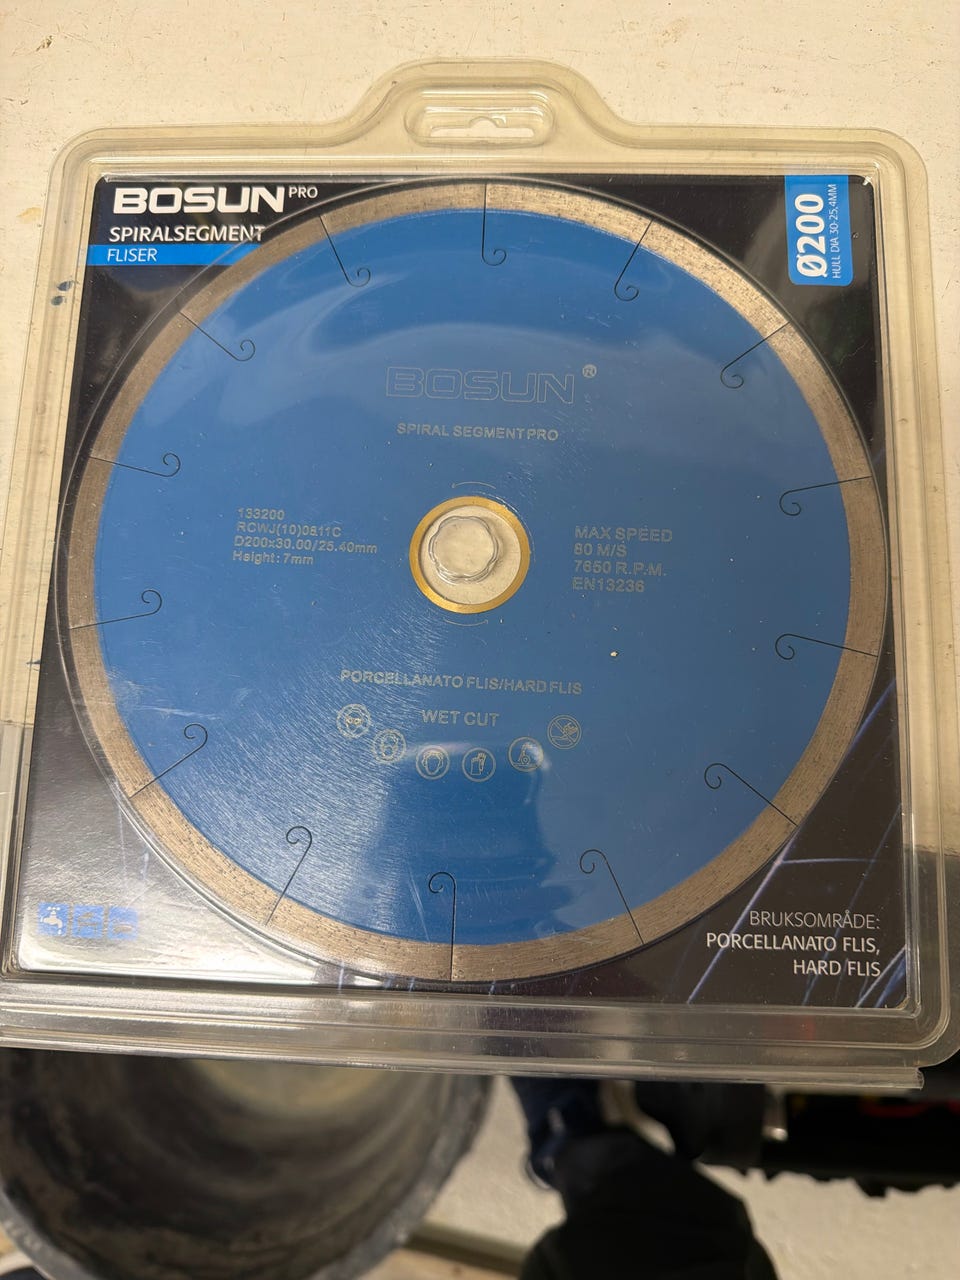 BOSUN PRO
SPIRALSEGMENT
FLISER
Ø200
HULL DIA 30-25,4MM
BOSUN®
SPIRAL SEGMENT PRO
133200
RCWJ(10)0611C
D200x30.00/25.40mm
Height: 7mm
MAX SPEED
80 M/S
7650 R.P.M.
EN13236
PORCELLANATO FLIS/HARD FLIS
WET CUT
BRUKSOMRÅDE:
PORCELLANATO FLIS,
HARD FLIS